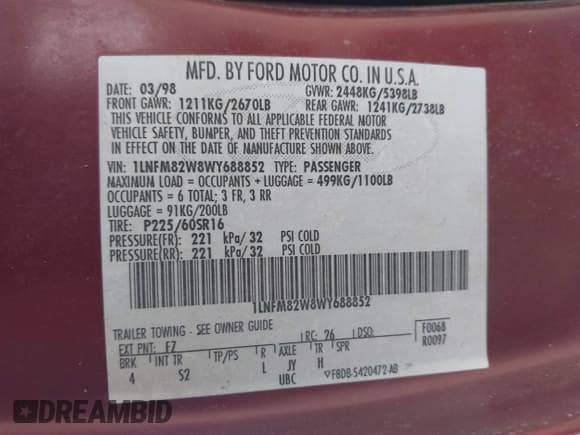 MFD. BY FORD MOTOR CO. IN U.S.A.
DATE: 03/98 GVWR: 2448KG/5398LB
FRONT GAWR: 1211KG/2670LB REAR GAWR: 1241KG/2738LB
THIS VEHICLE CONFORMS TO ALL APPLICABLE FEDERAL MOTOR
VEHICLE SAFETY, BUMPER, AND THEFT PREVENTION STANDARDS
IN EFFECT ON THE DATE OF MANUFACTURE SHOWN ABOVE.
VIN: 1LNFM82W8WY688852 TYPE: PASSENGER
MAXIMUM LOAD = OCCUPANTS + LUGGAGE = 499KG/1100LB
OCCUPANTS = 6 TOTAL: 3 FR, 3 RR
LUGGAGE = 91KG/200LB
TIRE: P225/60SR16
PRESSURE(FR): 221 kPa/32 PSI COLD
PRESSURE(RR): 221 kPa/32 PSI COLD
1LNFM82W8WY688852
TRAILER TOWING - SEE OWNER GUIDE
EXT PNT: F7 RC: 76 DSO: F0068
BRK INT TR TP/PS R AXLE TR SPR R0097
4 S2 L JY H
UBC F8DB-5420472-AB
DREAMBID